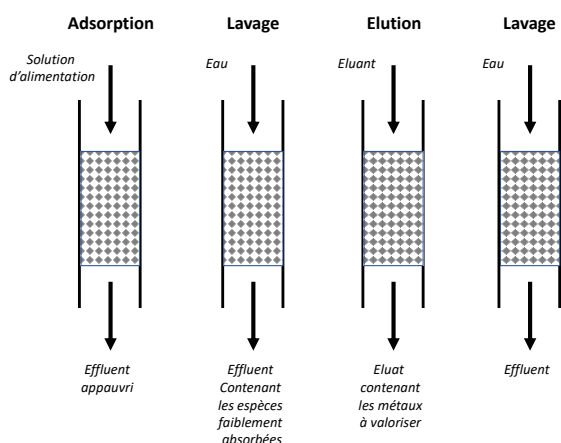 Adsorption
Lavage
Elution
Lavage
Solution
d’alimentation
Eau
Eluant
Eau
Effluent
appauvri
Effluent
Contenant
les espèces
faiblement
absorbées
Eluat
contenant
les métaux
à valoriser
Effluent